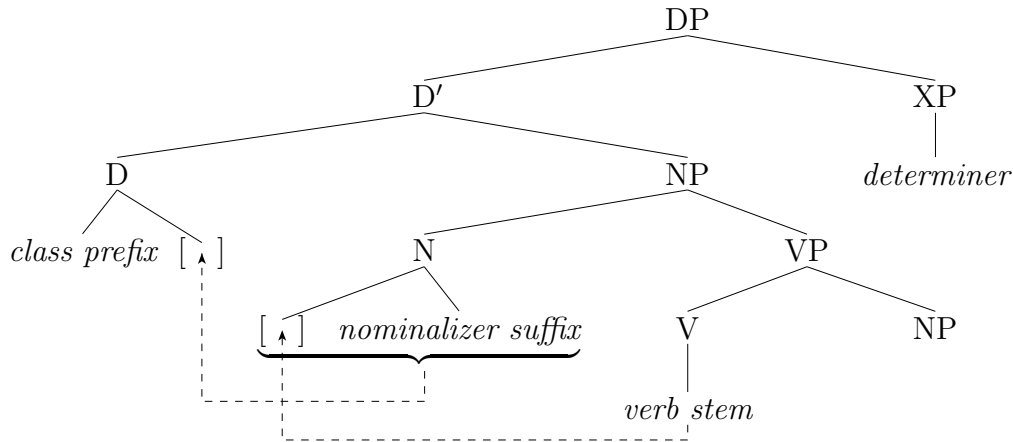 DP
D′ XP
D NP determiner
class prefix [ ] N VP
[ ] nominalizer suffix V NP
verb stem